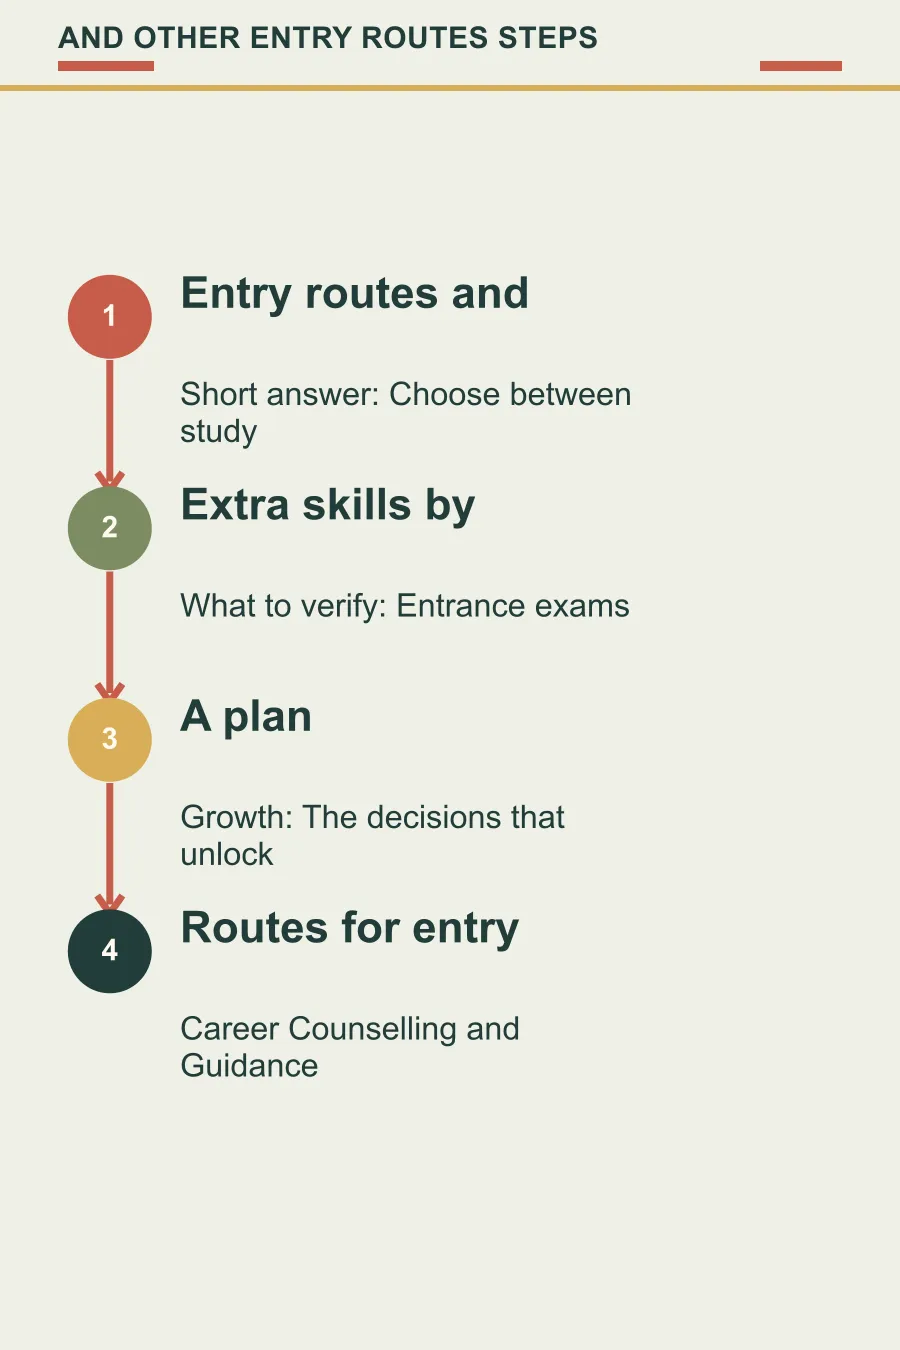 AND OTHER ENTRY ROUTES STEPS
1
Entry routes and
Short answer: Choose between
study
2
Extra skills by
What to verify: Entrance exams
3
A plan
Growth: The decisions that
unlock
4
Routes for entry
Career Counselling and
Guidance